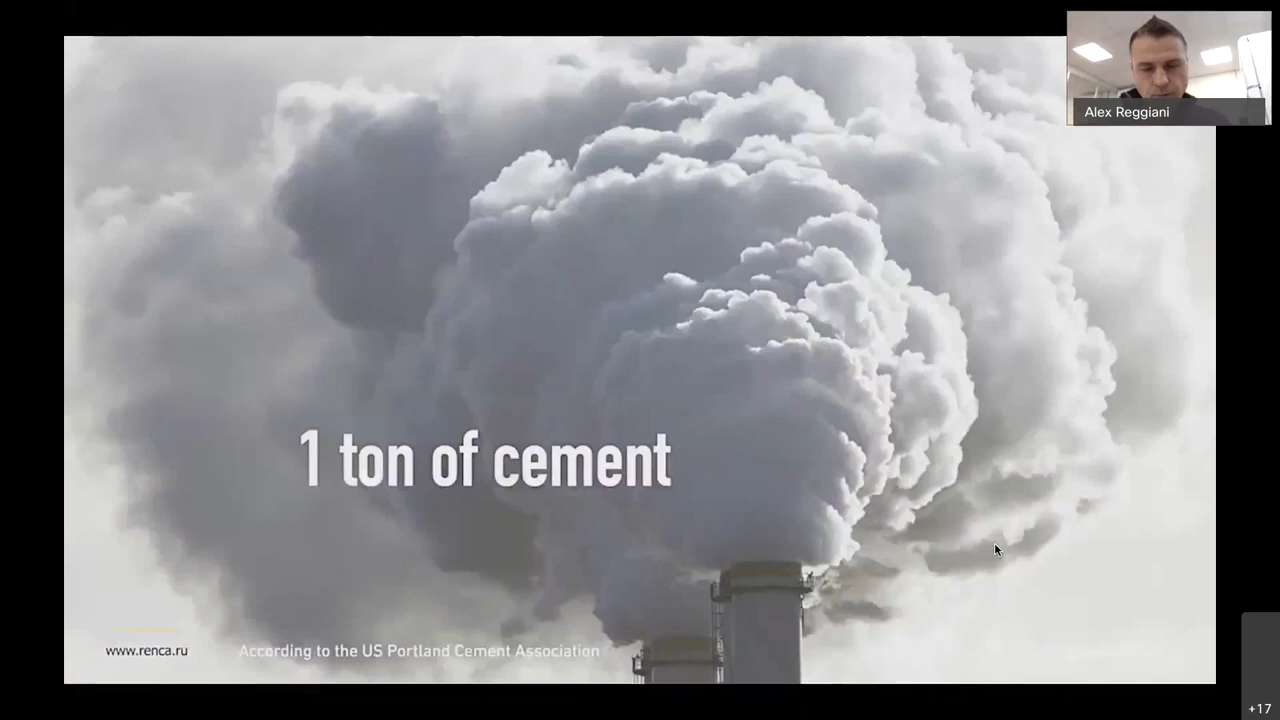 Alex Reggiani
1 ton of cement
www.renca.ru
According to the US Portland Cement Association
+17